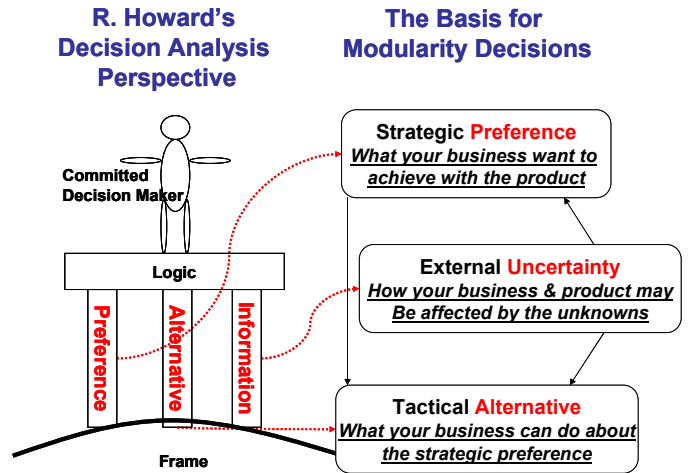 R. Howard's
Decision Analysis
Perspective
The Basis for
Modularity Decisions
Committed
Decision Maker
Logic
Preference
Alternative
Information
Frame
Strategic Preference
What your business want to
achieve with the product
External Uncertainty
How your business & product may
Be affected by the unknowns
Tactical Alternative
What your business can do about
the strategic preference